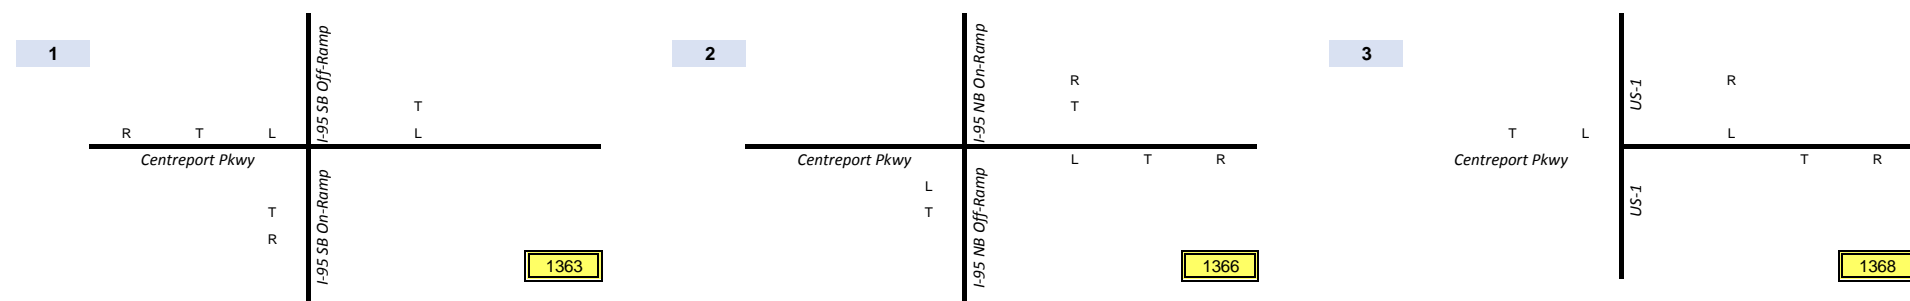 1
I-95 SB Off-Ramp
T
R T L
L
Centreport Pkwy
T
R
I-95 SB On-Ramp
1363
2
I-95 NB On-Ramp
R
T
Centreport Pkwy
L T R
L
T
I-95 NB Off-Ramp
1366
3
US-1
R
T L
L
Centreport Pkwy
T R
US-1
1368